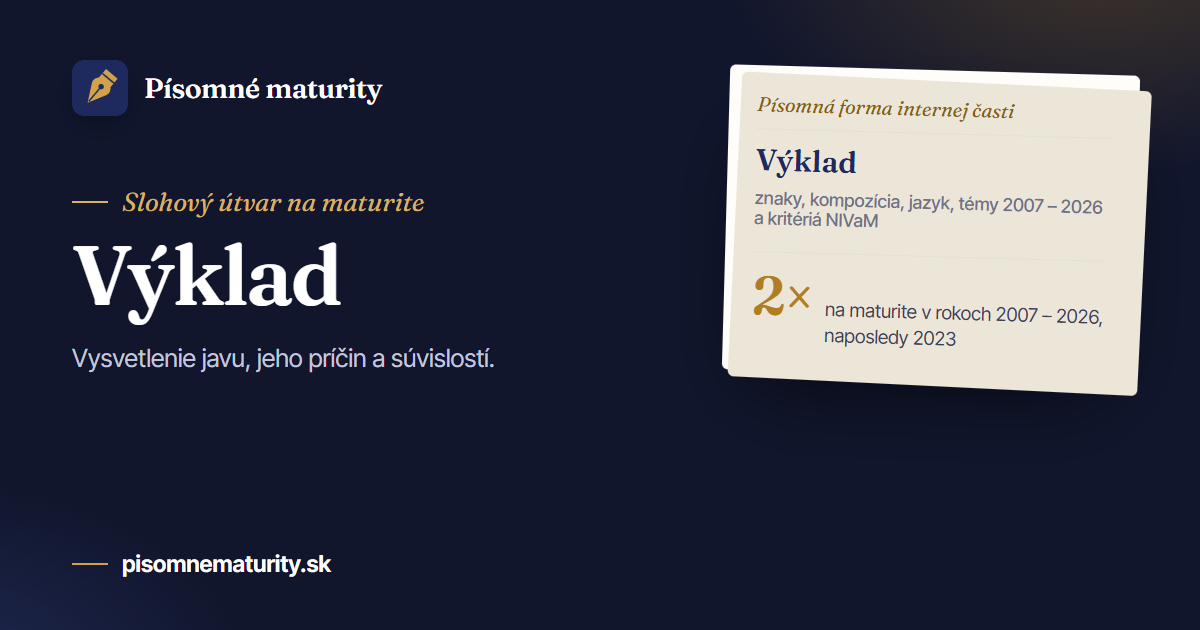 Písomné maturity
Slohový útvar na maturite
Výklad
Vysvetlenie javu, jeho príčin a súvislostí.
pisomnematurity.sk
Písomná forma internej časti
Výklad
znaky, kompozícia, jazyk, témy 2007 – 2026
a kritériá NIVaM
2×
na maturite v rokoch 2007 – 2026,
naposledy 2023